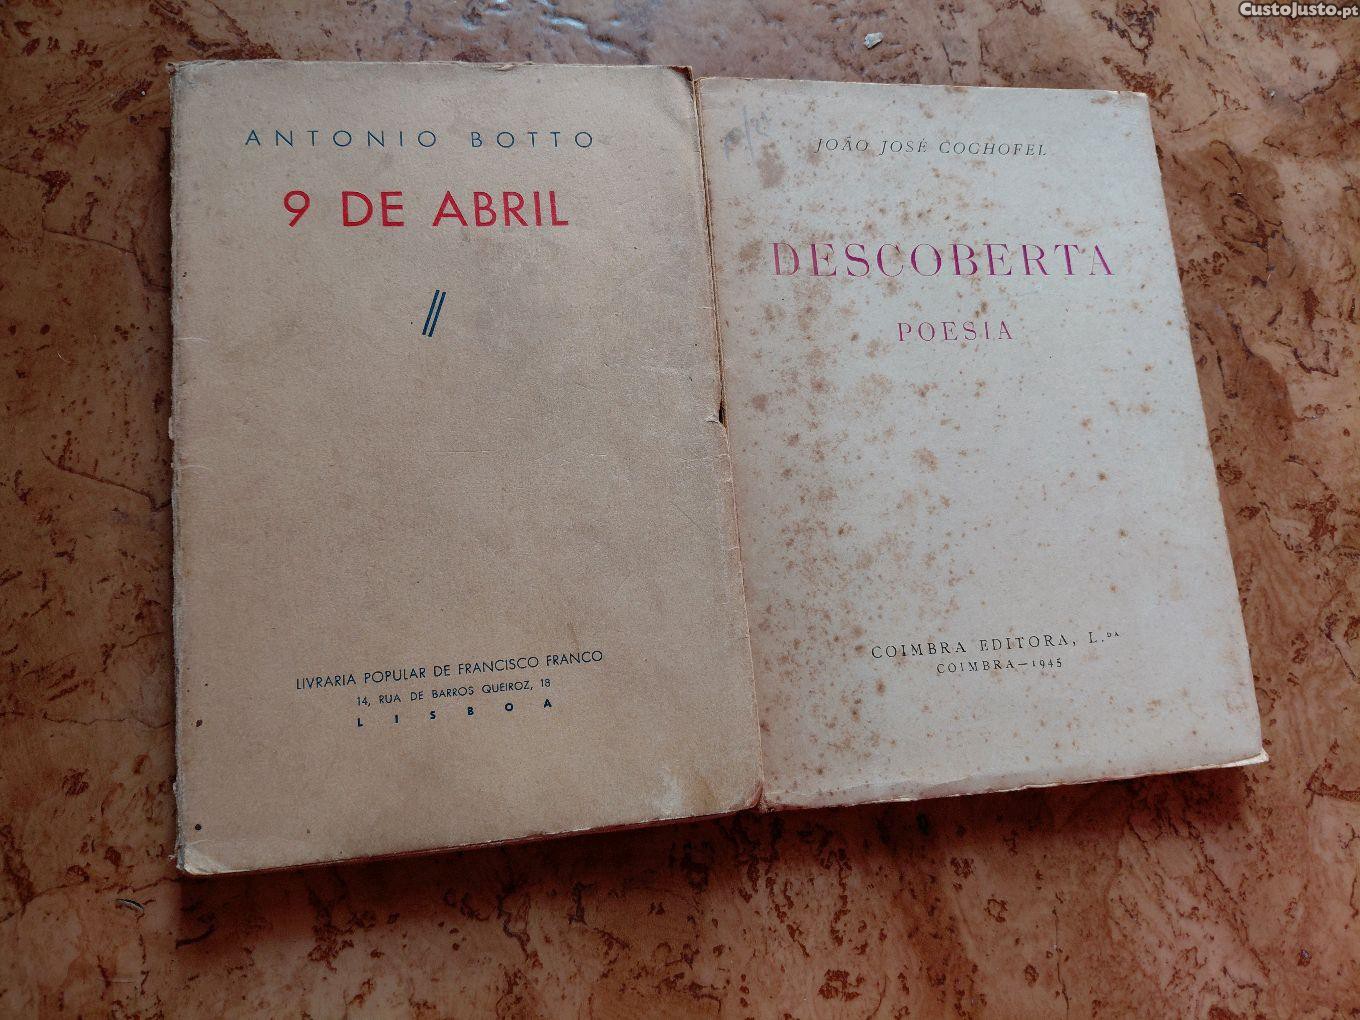 CustoJusto.pt
ANTONIO BOTTO
9 DE ABRIL
//
LIVRARIA POPULAR DE FRANCISCO FRANCO
14, RUA DE BARROS QUEIROZ, 18
LISBOA
JOÃO JOSÉ COCHOFEL
DESCOBERTA
POESIA
COIMBRA EDITORA, L.DA
COIMBRA—1945